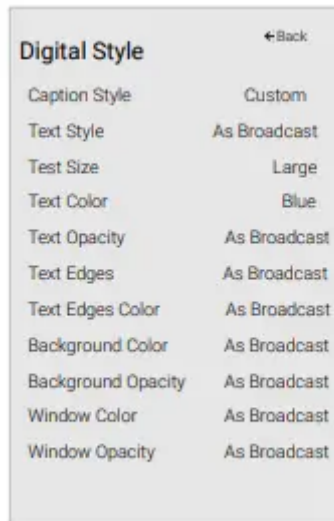 ←Back
Digital Style
Caption Style Custom
Text Style As Broadcast
Test Size Large
Text Color Blue
Text Opacity As Broadcast
Text Edges As Broadcast
Text Edges Color As Broadcast
Background Color As Broadcast
Background Opacity As Broadcast
Window Color As Broadcast
Window Opacity As Broadcast